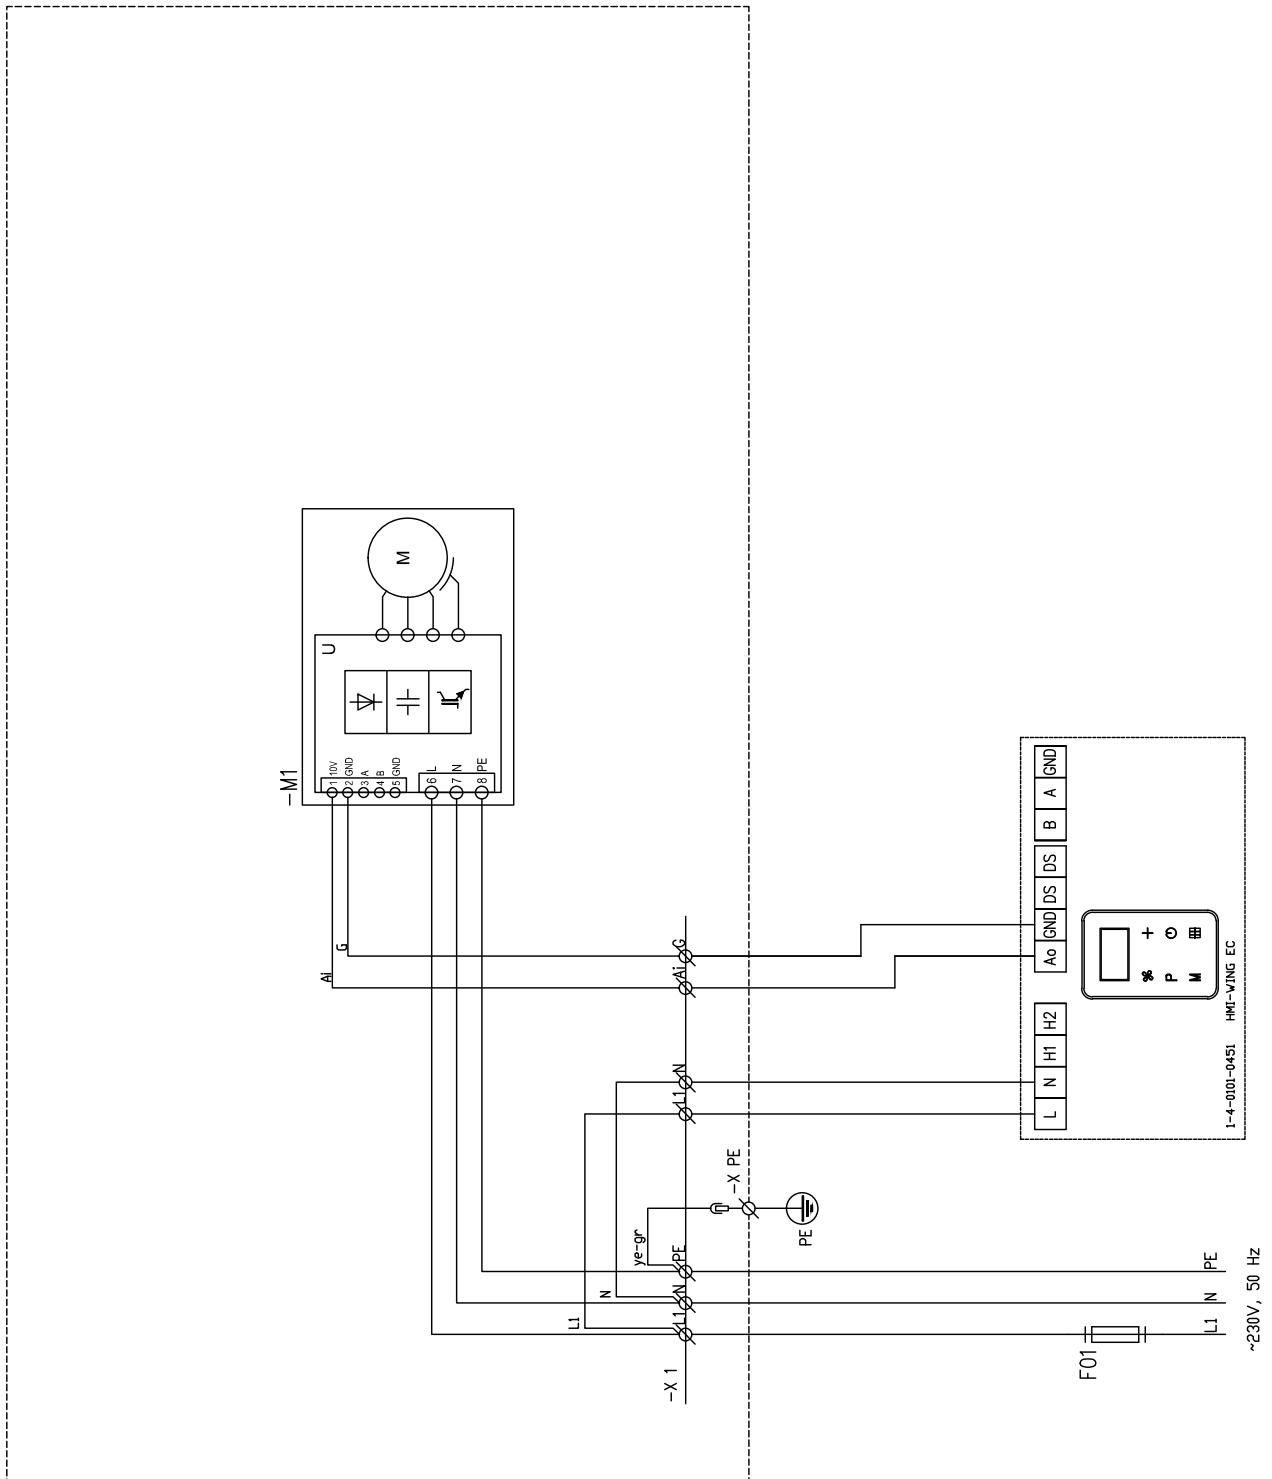 -M1
U
M
1 10V
2 GND
3 A
4 B
5 GND
6 L
7 N
8 PE
Ai
G
Ai
G
L1
N
-X PE
PE
ye-gr
N
L1
L1
N
PE
-X 1
L
N
H1
H2
Ao
GND
DS
DS
B
A
GND
% +
P
M
1-4-0101-0451 HMI-WING EC
F01
L1
N
PE
~230V, 50 Hz